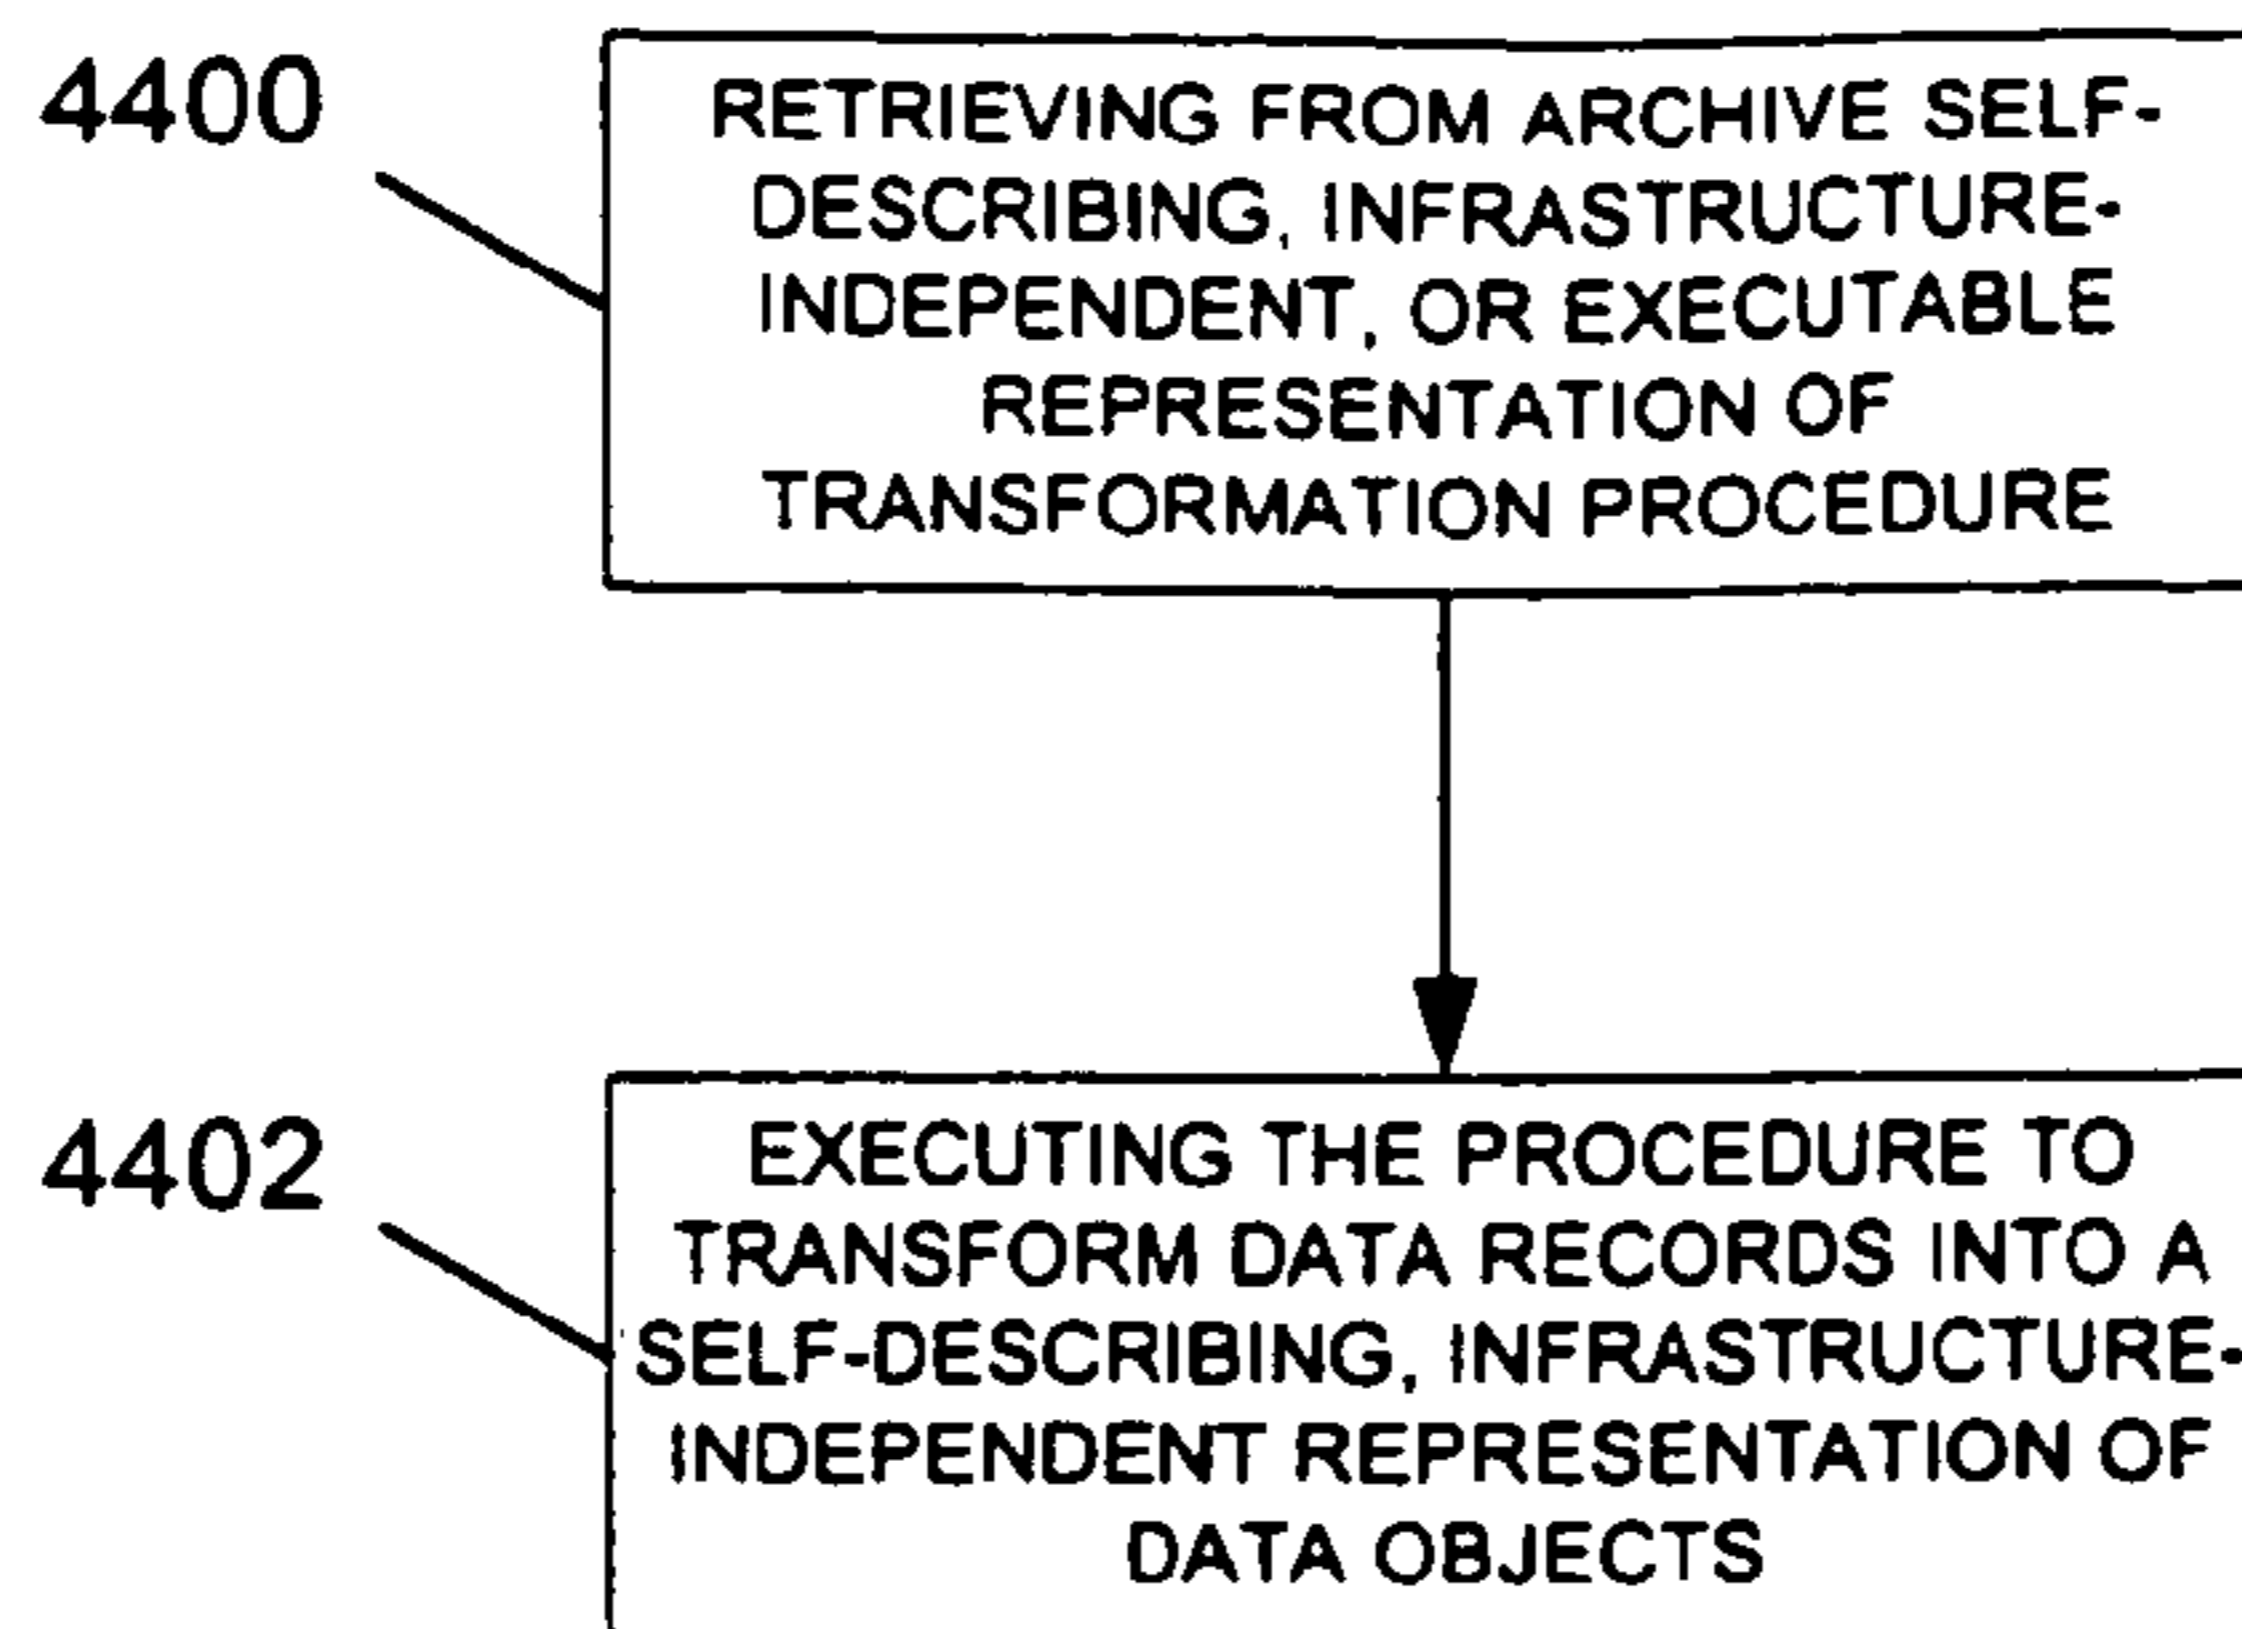 4400
RETRIEVING FROM ARCHIVE SELF-
DESCRIBING, INFRASTRUCTURE-
INDEPENDENT, OR EXECUTABLE
REPRESENTATION OF
TRANSFORMATION PROCEDURE
4402
EXECUTING THE PROCEDURE TO
TRANSFORM DATA RECORDS INTO A
SELF-DESCRIBING, INFRASTRUCTURE-
INDEPENDENT REPRESENTATION OF
DATA OBJECTS